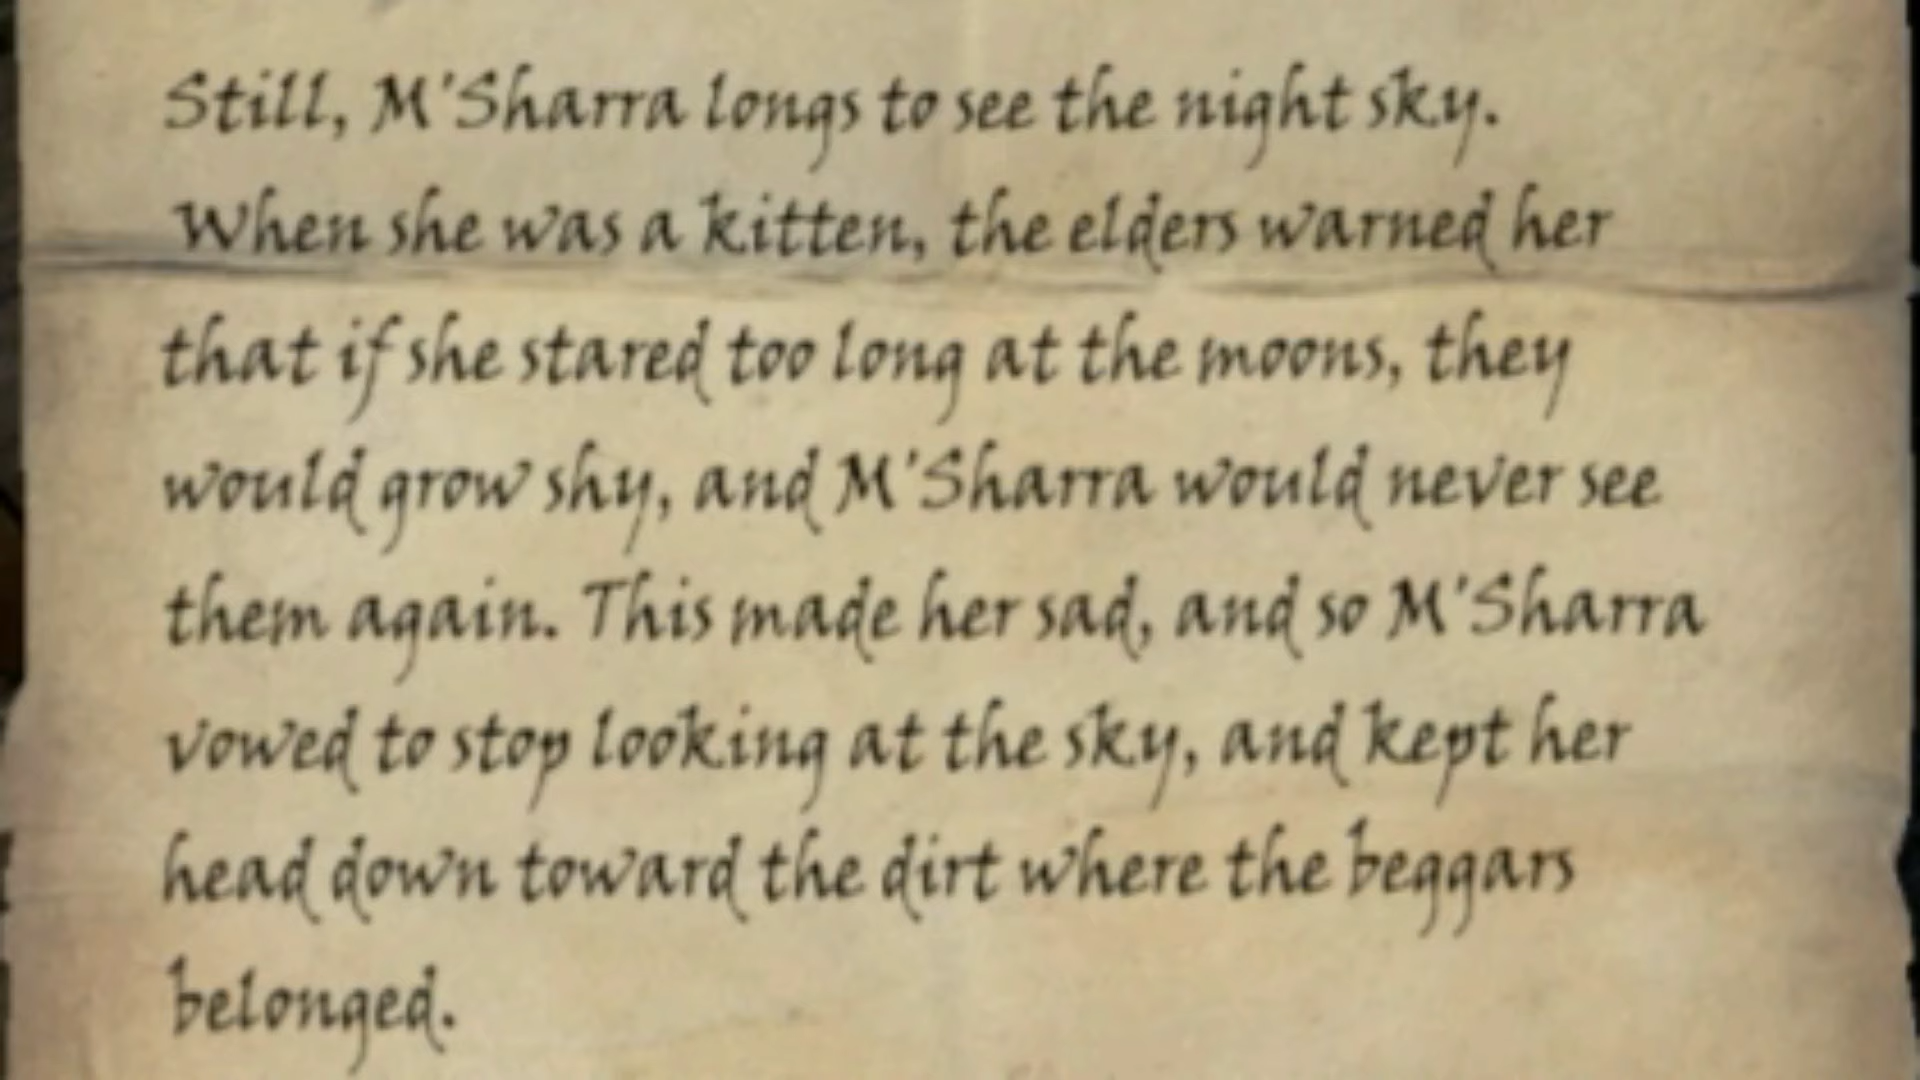 Still, M'Sharra longs to see the night sky.
When she was a kitten, the elders warned her
that if she stared too long at the moons, they
would grow shy, and M'Sharra would never see
them again. This made her sad, and so M'Sharra
vowed to stop looking at the sky, and kept her
head down toward the dirt where the beggars
belonged.